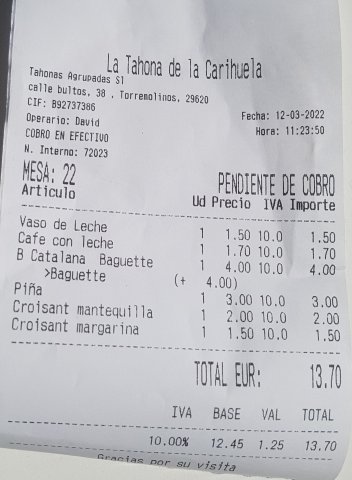 La Tahona de la Carihuela
Tahonas Agrupadas Sl
calle bultos, 38 , Torremolinos, 29620
CIF: B92737386
Operario: David
COBRO EN EFECTIVO
N. Interno: 72023
Fecha: 12-03-2022
Hora: 11:23:50
MESA: 22 PENDIENTE DE COBRO
Articulo Ud Precio IVA Importe
Vaso de Leche 1 1.50 10.0 1.50
Cafe con leche 1 1.70 10.0 1.70
B Catalana Baguette 1 4.00 10.0 4.00
>Baguette (+ 4.00)
Piña 1 3.00 10.0 3.00
Croisant mantequilla 1 2.00 10.0 2.00
Croisant margarina 1 1.50 10.0 1.50
TOTAL EUR: 13.70
IVA BASE VAL TOTAL
10.00% 12.45 1.25 13.70
Gracias por su visita